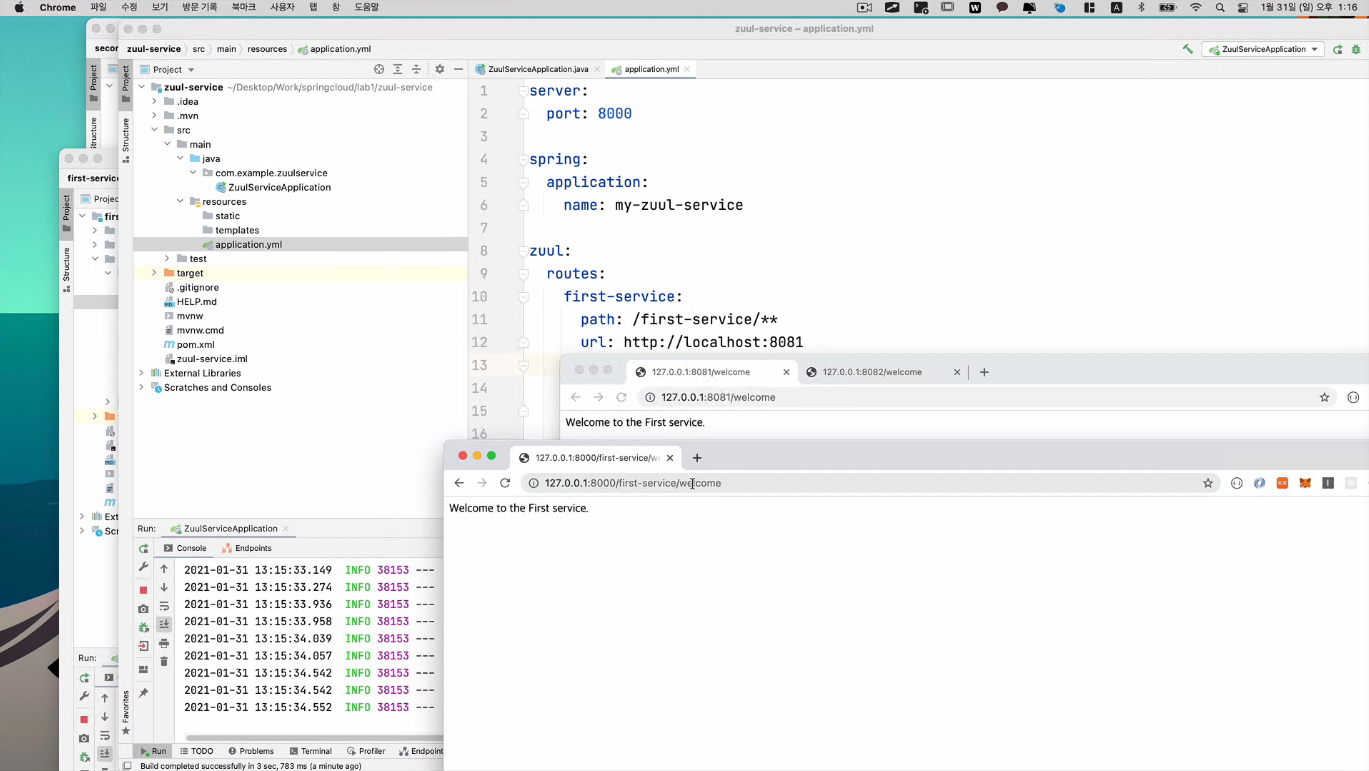 Chrome 파일 수정 보기 방문 기록 북마크 사용자 탭 창 도움말
1월 31일 (일) 오후 1:16
zuul-service – application.yml
secon
zuul-service src main resources application.yml
ZuulServiceApplication
Project
ZuulServiceApplication.java
application.yml
Project
Structure
Project
Structure
zuul-service ~/Desktop/Work/springcloud/lab1/zuul-service
.idea
.mvn
src
main
java
com.example.zuulservice
ZuulServiceApplication
resources
static
templates
application.yml
test
target
.gitignore
HELP.md
mvnw
mvnw.cmd
pom.xml
zuul-service.iml
External Libraries
Scratches and Consoles
1 server:
2 port: 8000
3
4 spring:
5 application:
6 name: my-zuul-service
7
8 zuul:
9 routes:
10 first-service:
11 path: /first-service/**
12 url: http://localhost:8081
13
14
15
16
first-service
Projec
Project
Structure
firs
Ext
Scr
Run:
127.0.0.1:8081/welcome
127.0.0.1:8082/welcome
127.0.0.1:8081/welcome
Welcome to the First service.
127.0.0.1:8000/first-service/we
127.0.0.1:8000/first-service/welcome
Welcome to the First service.
Run: ZuulServiceApplication
Console Endpoints
2021-01-31 13:15:33.149 INFO 38153 ---
2021-01-31 13:15:33.274 INFO 38153 ---
2021-01-31 13:15:33.936 INFO 38153 ---
2021-01-31 13:15:33.958 INFO 38153 ---
2021-01-31 13:15:34.039 INFO 38153 ---
2021-01-31 13:15:34.057 INFO 38153 ---
2021-01-31 13:15:34.542 INFO 38153 ---
2021-01-31 13:15:34.542 INFO 38153 ---
2021-01-31 13:15:34.552 INFO 38153 ---
Favorites
Run TODO Problems Terminal Profiler Endpoint
Build completed successfully in 3 sec, 783 ms (a minute ago)